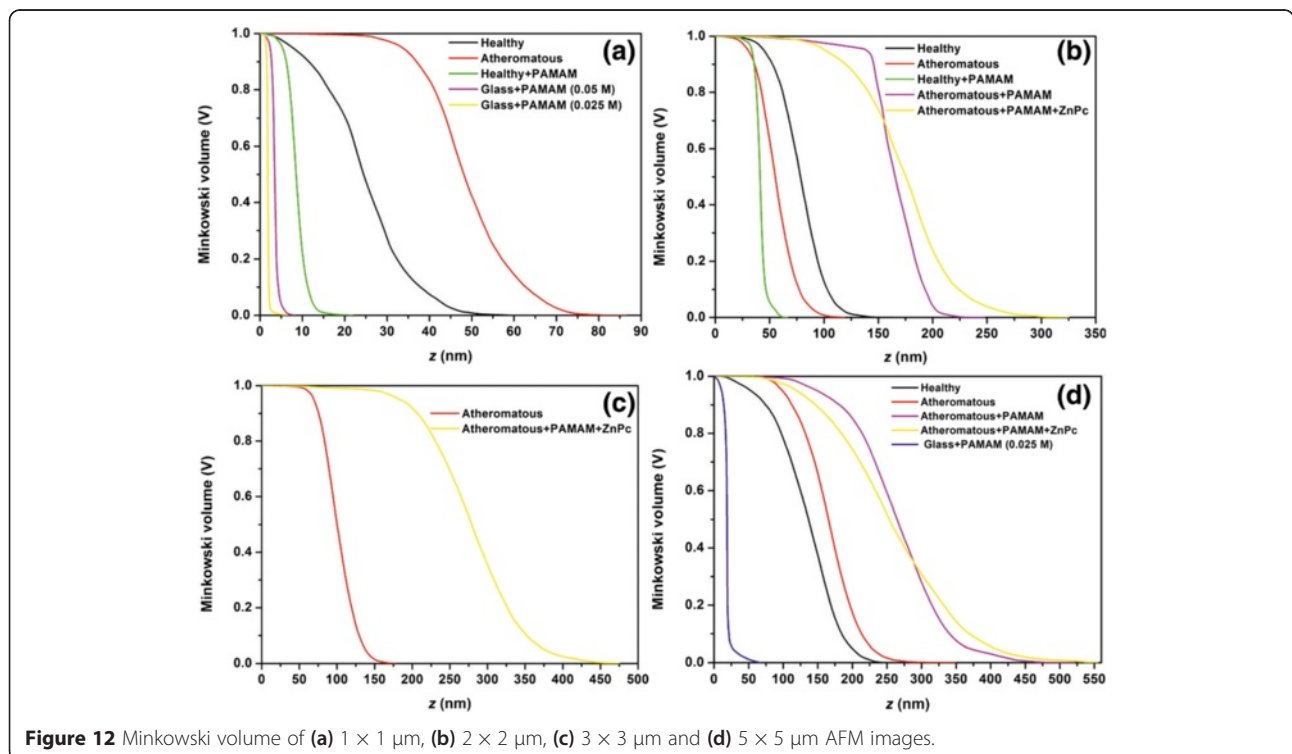 (a)
Minkowski volume (V)
1.0
0.8
0.6
0.4
0.2
0.0
Healthy
Atheromatous
Healthy+PAMAM
Glass+PAMAM (0.05 M)
Glass+PAMAM (0.025 M)
0 10 20 30 40 50 60 70 80 90
z (nm)
(b)
Minkowski volume (V)
1.0
0.8
0.6
0.4
0.2
0.0
Healthy
Atheromatous
Healthy+PAMAM
Atheromatous+PAMAM
Atheromatous+PAMAM+ZnPc
0 50 100 150 200 250 300 350
z (nm)
(c)
Minkowski volume (V)
1.0
0.8
0.6
0.4
0.2
0.0
Atheromatous
Atheromatous+PAMAM+ZnPc
0 50 100 150 200 250 300 350 400 450 500
z (nm)
(d)
Minkowski volume (V)
1.0
0.8
0.6
0.4
0.2
0.0
Healthy
Atheromatous
Atheromatous+PAMAM
Atheromatous+PAMAM+ZnPc
Glass+PAMAM (0.025 M)
0 50 100 150 200 250 300 350 400 450 500 550
z (nm)
Figure 12 Minkowski volume of (a) 1 × 1 μm, (b) 2 × 2 μm, (c) 3 × 3 μm and (d) 5 × 5 μm AFM images.